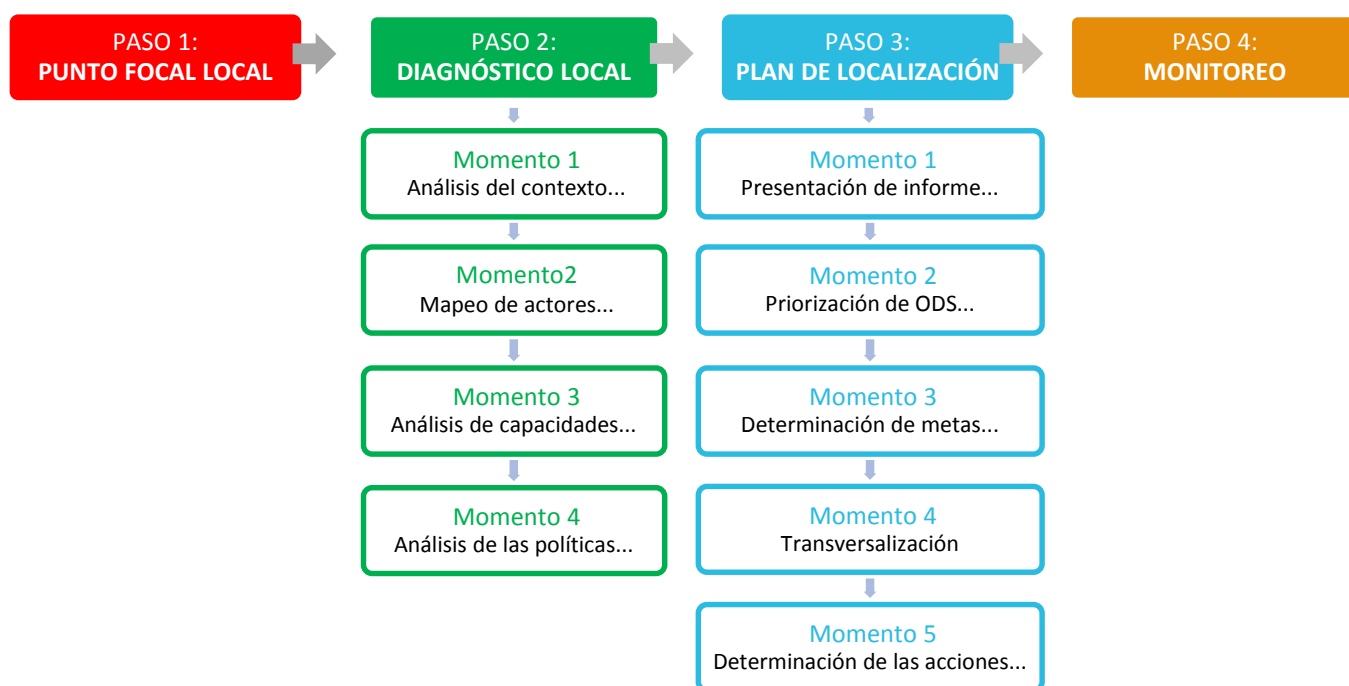 PASO 1:
PUNTO FOCAL LOCAL
PASO 2:
DIAGNÓSTICO LOCAL
PASO 3:
PLAN DE LOCALIZACIÓN
PASO 4:
MONITOREO
Momento 1
Análisis del contexto...
Momento2
Mapeo de actores...
Momento 3
Análisis de capacidades...
Momento 4
Análisis de las políticas...
Momento 1
Presentación de informe...
Momento 2
Priorización de ODS...
Momento 3
Determinación de metas...
Momento 4
Transversalización
Momento 5
Determinación de las acciones...